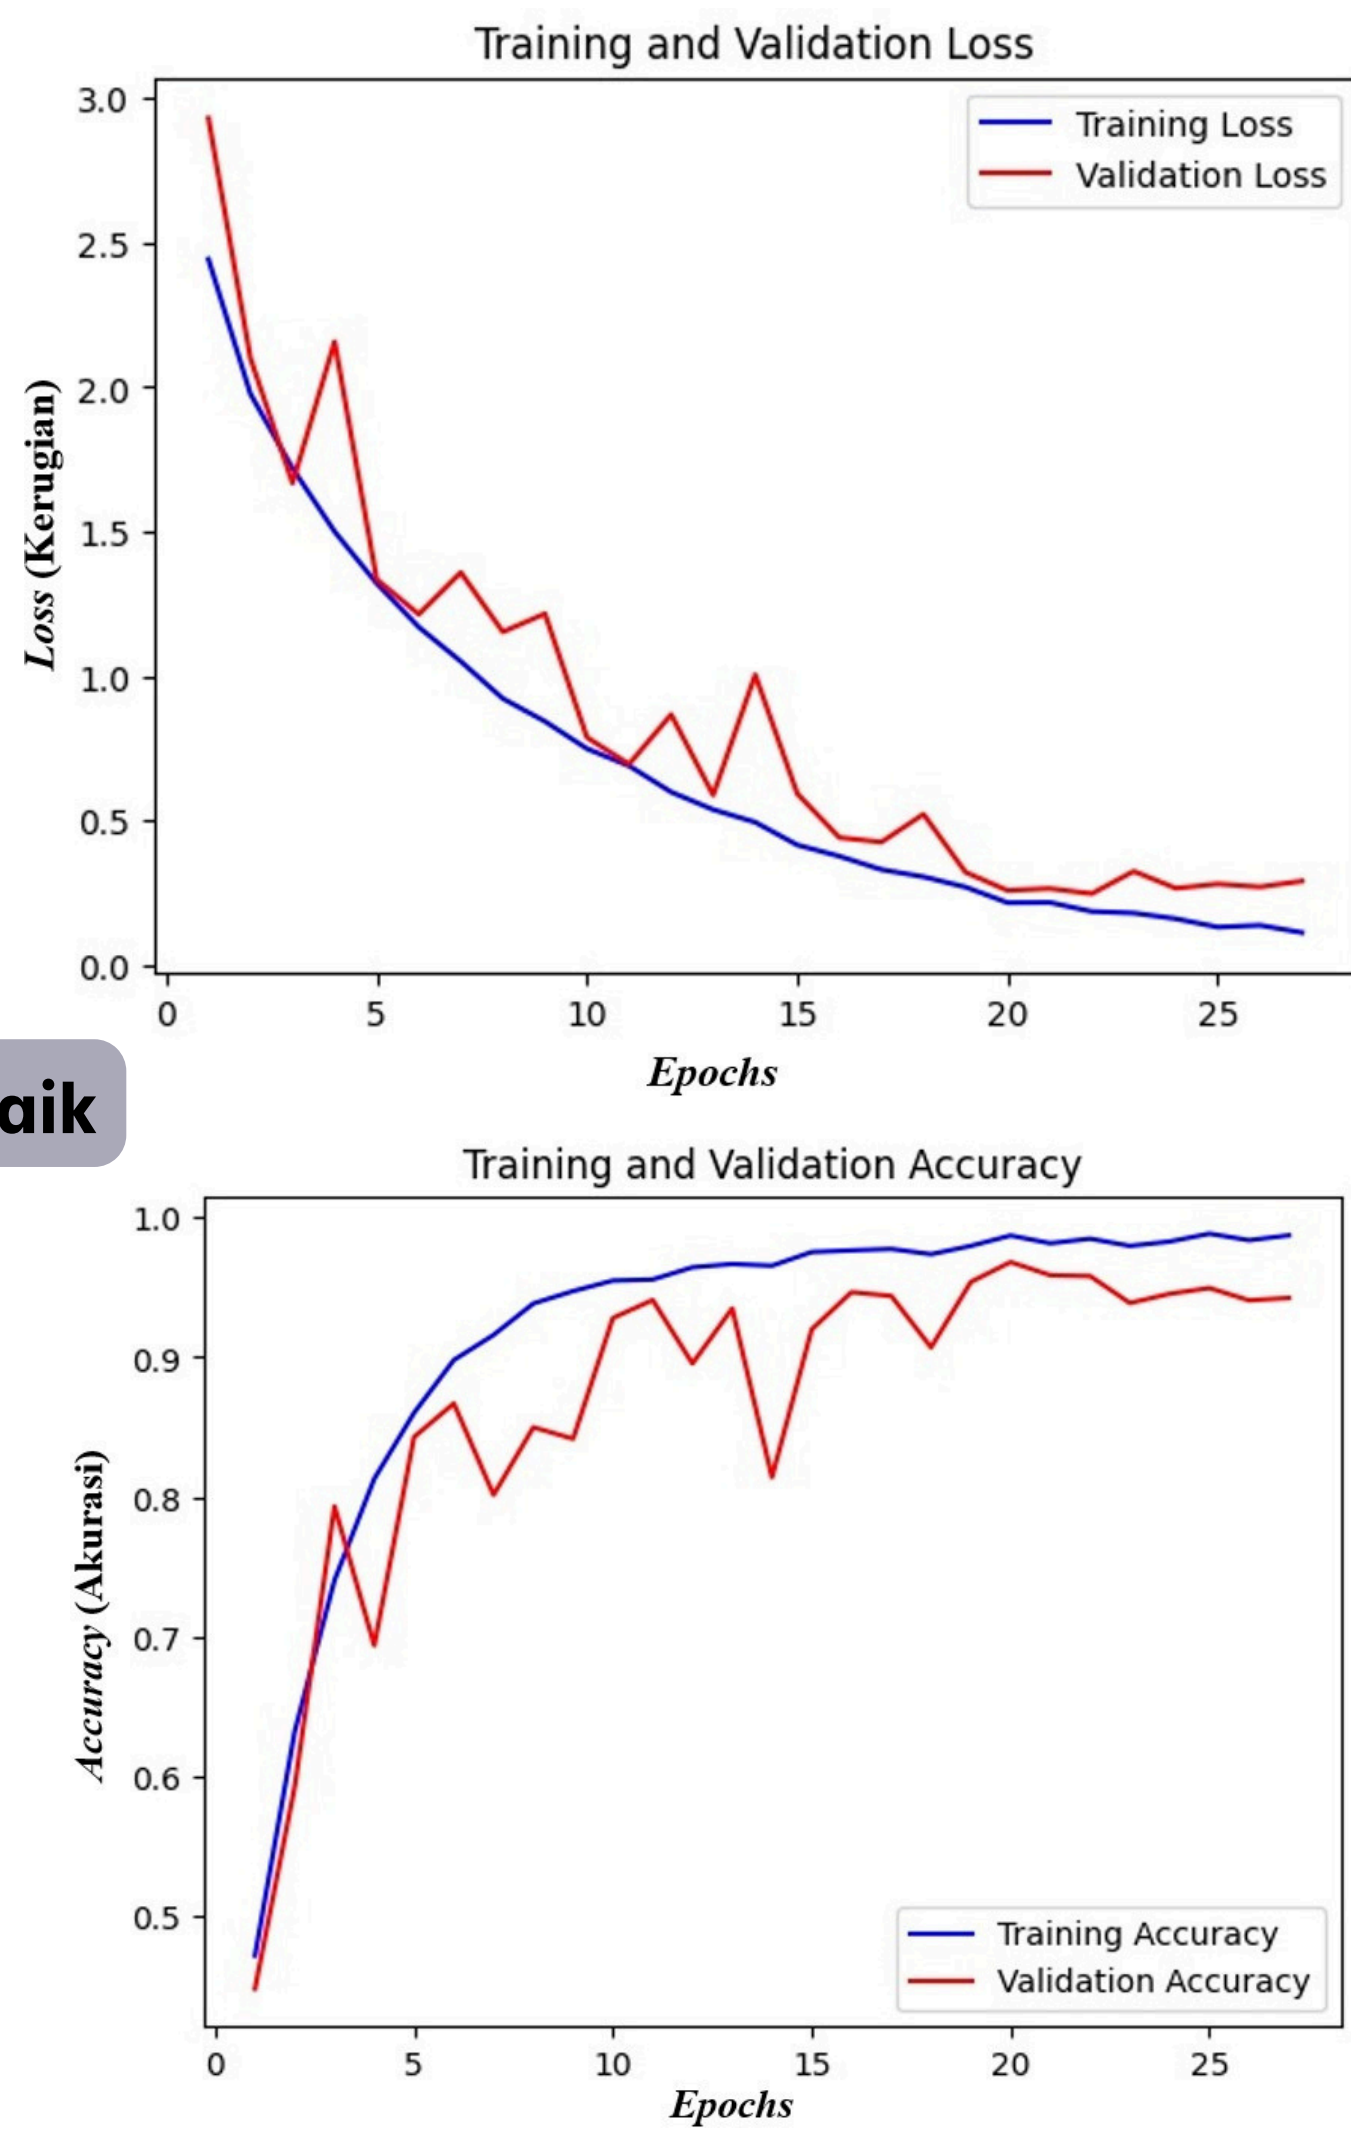 Training and Validation Loss
3.0
2.5
2.0
1.5
1.0
0.5
0.0
Loss (Kerugian)
Training Loss
Validation Loss
0 5 10 15 20 25
Epochs
aik
Training and Validation Accuracy
1.0
0.9
0.8
0.7
0.6
0.5
Accuracy (Akurasi)
Training Accuracy
Validation Accuracy
0 5 10 15 20 25
Epochs